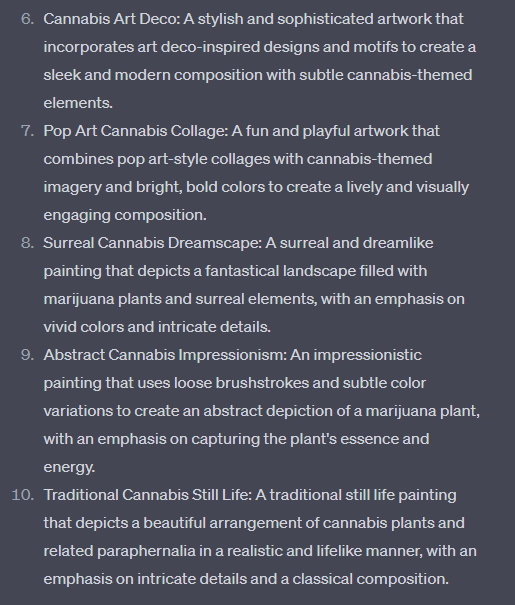 6. Cannabis Art Deco: A stylish and sophisticated artwork that
incorporates art deco-inspired designs and motifs to create a
sleek and modern composition with subtle cannabis-themed
elements.
7. Pop Art Cannabis Collage: A fun and playful artwork that
combines pop art-style collages with cannabis-themed
imagery and bright, bold colors to create a lively and visually
engaging composition.
8. Surreal Cannabis Dreamscape: A surreal and dreamlike
painting that depicts a fantastical landscape filled with
marijuana plants and surreal elements, with an emphasis on
vivid colors and intricate details.
9. Abstract Cannabis Impressionism: An impressionistic
painting that uses loose brushstrokes and subtle color
variations to create an abstract depiction of a marijuana plant,
with an emphasis on capturing the plant's essence and
energy.
10. Traditional Cannabis Still Life: A traditional still life painting
that depicts a beautiful arrangement of cannabis plants and
related paraphernalia in a realistic and lifelike manner, with an
emphasis on intricate details and a classical composition.